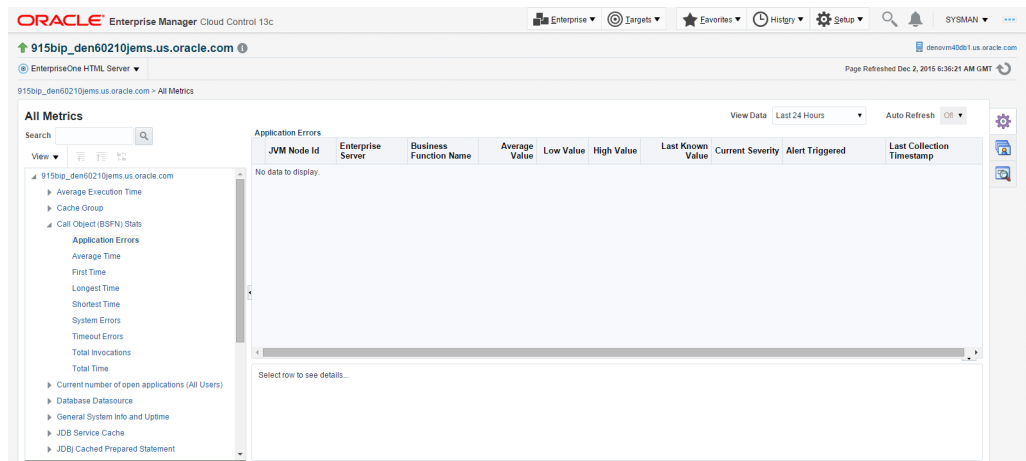 ORACLE Enterprise Manager Cloud Control 13c
Enterprise Targets Favorites History Setup SYSMAN
915bip_den60210jems.us.oracle.com
denovm40db1.us.oracle.com
EnterpriseOne HTML Server
Page Refreshed Dec 2, 2015 6:36:21 AM GMT
915bip_den60210jems.us.oracle.com > All Metrics
All Metrics
View Data Last 24 Hours Auto Refresh Off
Search
View
915bip_den60210jems.us.oracle.com
Average Execution Time
Cache Group
Call Object (BSFN) Stats
Application Errors
Average Time
First Time
Longest Time
Shortest Time
System Errors
Timeout Errors
Total Invocations
Total Time
Current number of open applications (All Users)
Database Datasource
General System Info and Uptime
JDB Service Cache
JDBj Cached Prepared Statement
Application Errors
JVM Node Id Enterprise Server Business Function Name Average Value Low Value High Value Last Known Value Current Severity Alert Triggered Last Collection Timestamp
No data to display.
Select row to see details...